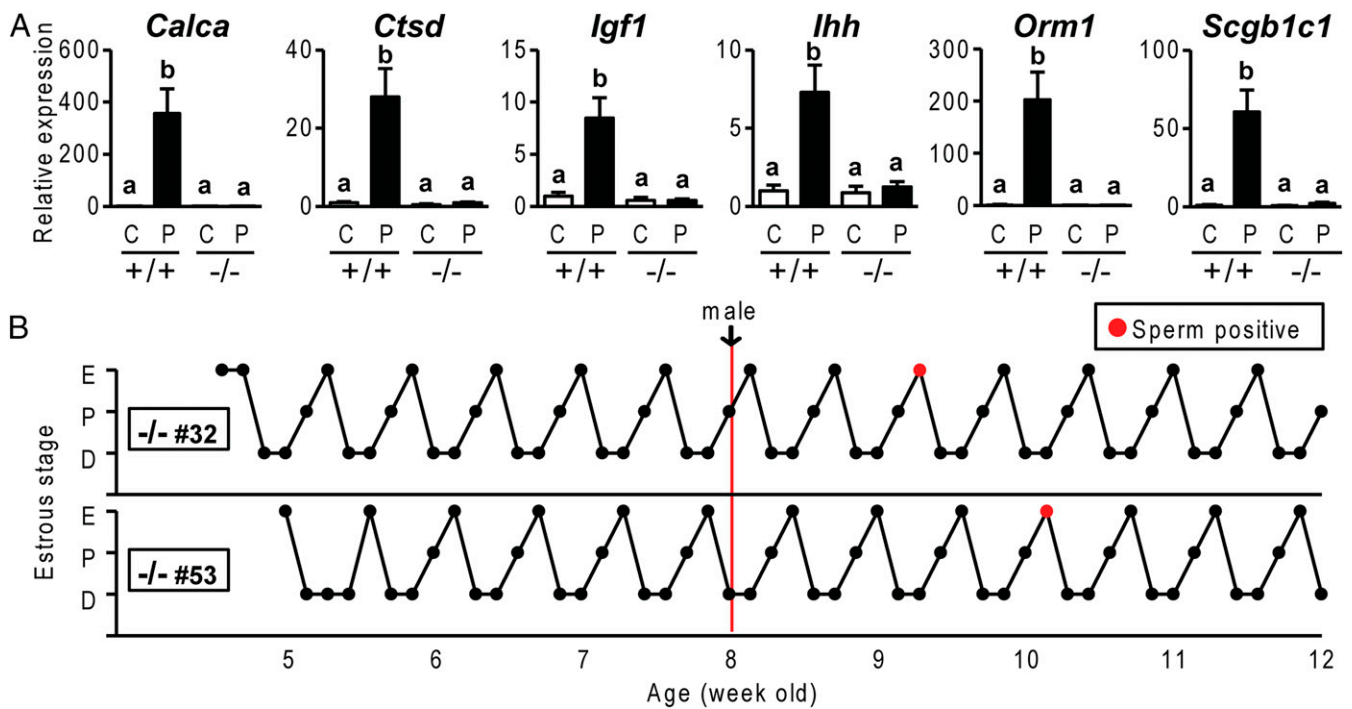 A
Calca Ctsd Igf1 Ihh Orm1 Scgb1c1
Relative expression
600 400 200 0
a b a a
C P C P
+/+ -/-
40 20 0
a b a a
C P C P
+/+ -/-
15 10 5 0
a b a a
C P C P
+/+ -/-
10 5 0
a b a a
C P C P
+/+ -/-
300 200 100 0
a b a a
C P C P
+/+ -/-
100 50 0
a b a a
C P C P
+/+ -/-
B
male
Sperm positive
Estrous stage
E
P
D
-/- #32
E
P
D
-/- #53
5 6 7 8 9 10 11 12
Age (week old)